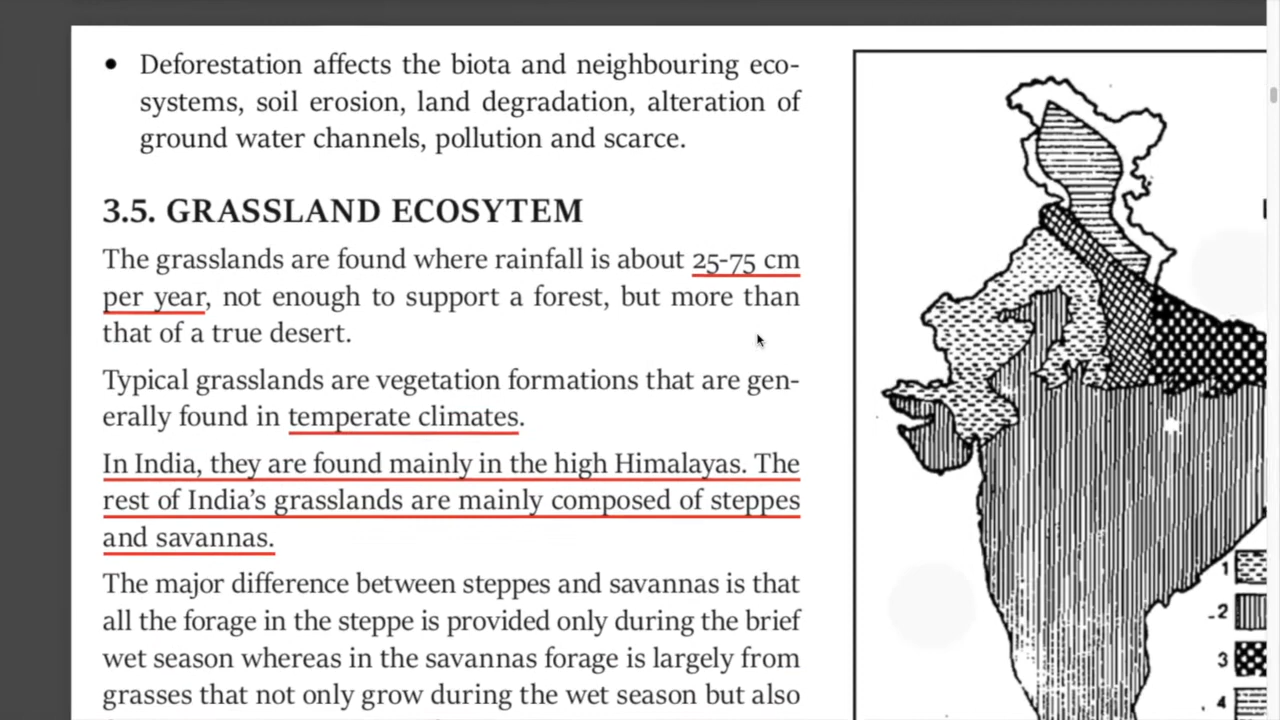 • Deforestation affects the biota and neighbouring eco-
systems, soil erosion, land degradation, alteration of
ground water channels, pollution and scarce.
3.5. GRASSLAND ECOSYTEM
The grasslands are found where rainfall is about 25-75 cm
per year, not enough to support a forest, but more than
that of a true desert.
Typical grasslands are vegetation formations that are gen-
erally found in temperate climates.
In India, they are found mainly in the high Himalayas. The
rest of India's grasslands are mainly composed of steppes
and savannas.
The major difference between steppes and savannas is that
all the forage in the steppe is provided only during the brief
wet season whereas in the savannas forage is largely from
grasses that not only grow during the wet season but also
1
2
3
4